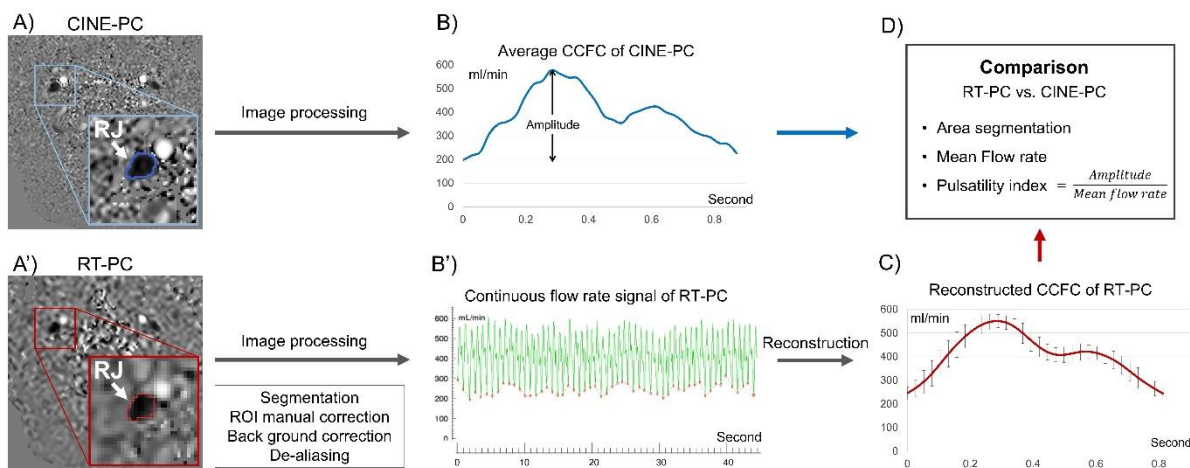 A)
CINE-PC
RJ
Image processing
B)
Average CCFC of CINE-PC
ml/min
600
500
400
300
200
100
Amplitude
Second
0 0.2 0.4 0.6 0.8
D)
Comparison
RT-PC vs. CINE-PC
▪ Area segmentation
▪ Mean Flow rate
▪ Pulsatility index = Amplitude / Mean flow rate
A')
RT-PC
RJ
Image processing
Segmentation
ROI manual correction
Back ground correction
De-aliasing
B')
Continuous flow rate signal of RT-PC
mL/min
600
500
400
300
200
100
0
Second
0 10 20 30 40
Reconstruction
C)
Reconstructed CCFC of RT-PC
ml/min
600
500
400
300
200
100
Second
0 0.2 0.4 0.6 0.8